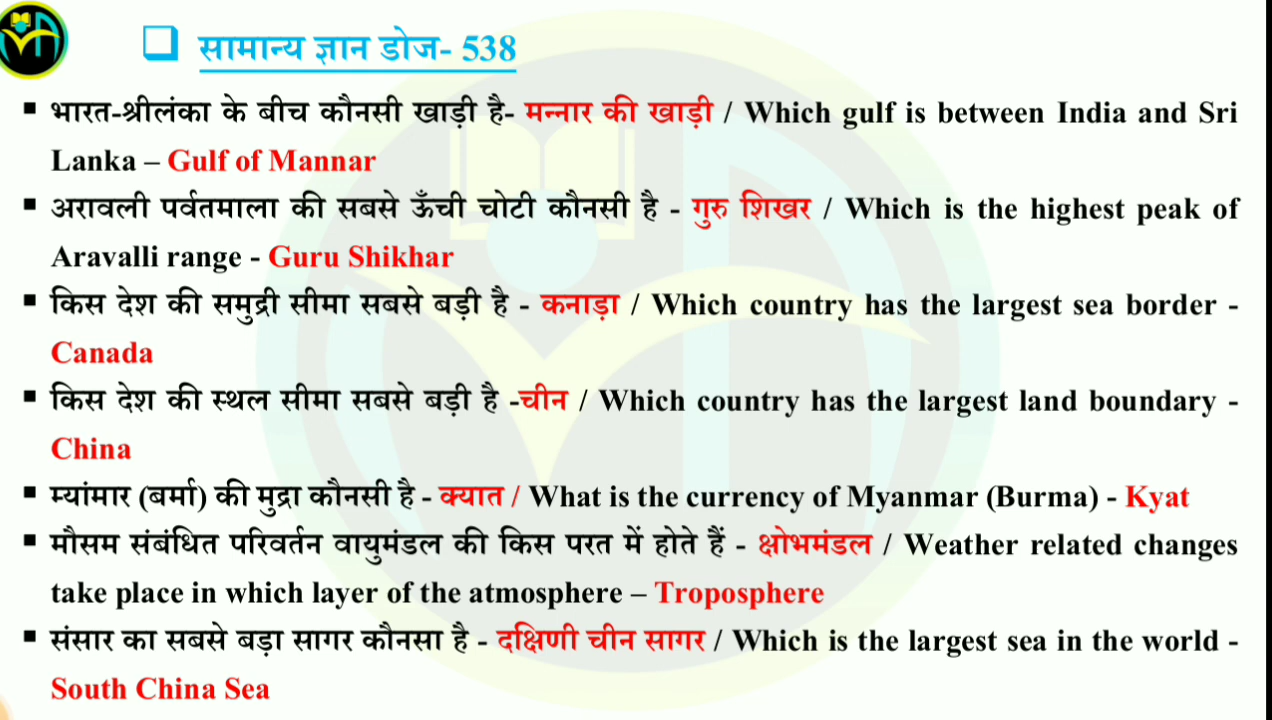 ❑ सामान्य ज्ञान डोज- 538
▪ भारत-श्रीलंका के बीच कौनसी खाड़ी है- मन्नार की खाड़ी / Which gulf is between India and Sri
Lanka – Gulf of Mannar
▪ अरावली पर्वतमाला की सबसे ऊँची चोटी कौनसी है - गुरु शिखर / Which is the highest peak of
Aravalli range - Guru Shikhar
▪ किस देश की समुद्री सीमा सबसे बड़ी है - कनाड़ा / Which country has the largest sea border -
Canada
▪ किस देश की स्थल सीमा सबसे बड़ी है -चीन / Which country has the largest land boundary -
China
▪ म्यांमार (बर्मा) की मुद्रा कौनसी है - क्यात / What is the currency of Myanmar (Burma) - Kyat
▪ मौसम संबंधित परिवर्तन वायुमंडल की किस परत में होते हैं - क्षोभमंडल / Weather related changes
take place in which layer of the atmosphere – Troposphere
▪ संसार का सबसे बड़ा सागर कौनसा है - दक्षिणी चीन सागर / Which is the largest sea in the world -
South China Sea